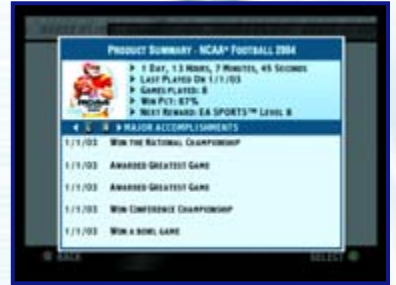 PRODUCT SUMMARY - NCAA® FOOTBALL 2004
1 DAY, 13 HOURS, 7 MINUTES, 45 SECONDS
LAST PLAYED ON 1/1/03
GAMES PLAYED: 8
WIN PCT: 87%
NEXT REWARD: EA SPORTS™ LEVEL 8
MAJOR ACCOMPLISHMENTS
1/1/03 WON THE NATIONAL CHAMPIONSHIP
1/1/03 AWARDED GREATEST GAME
1/1/03 AWARDED GREATEST GAME
1/1/03 WON CONFERENCE CHAMPIONSHIP
1/1/03 WON A BOWL GAME
BACK
SELECT